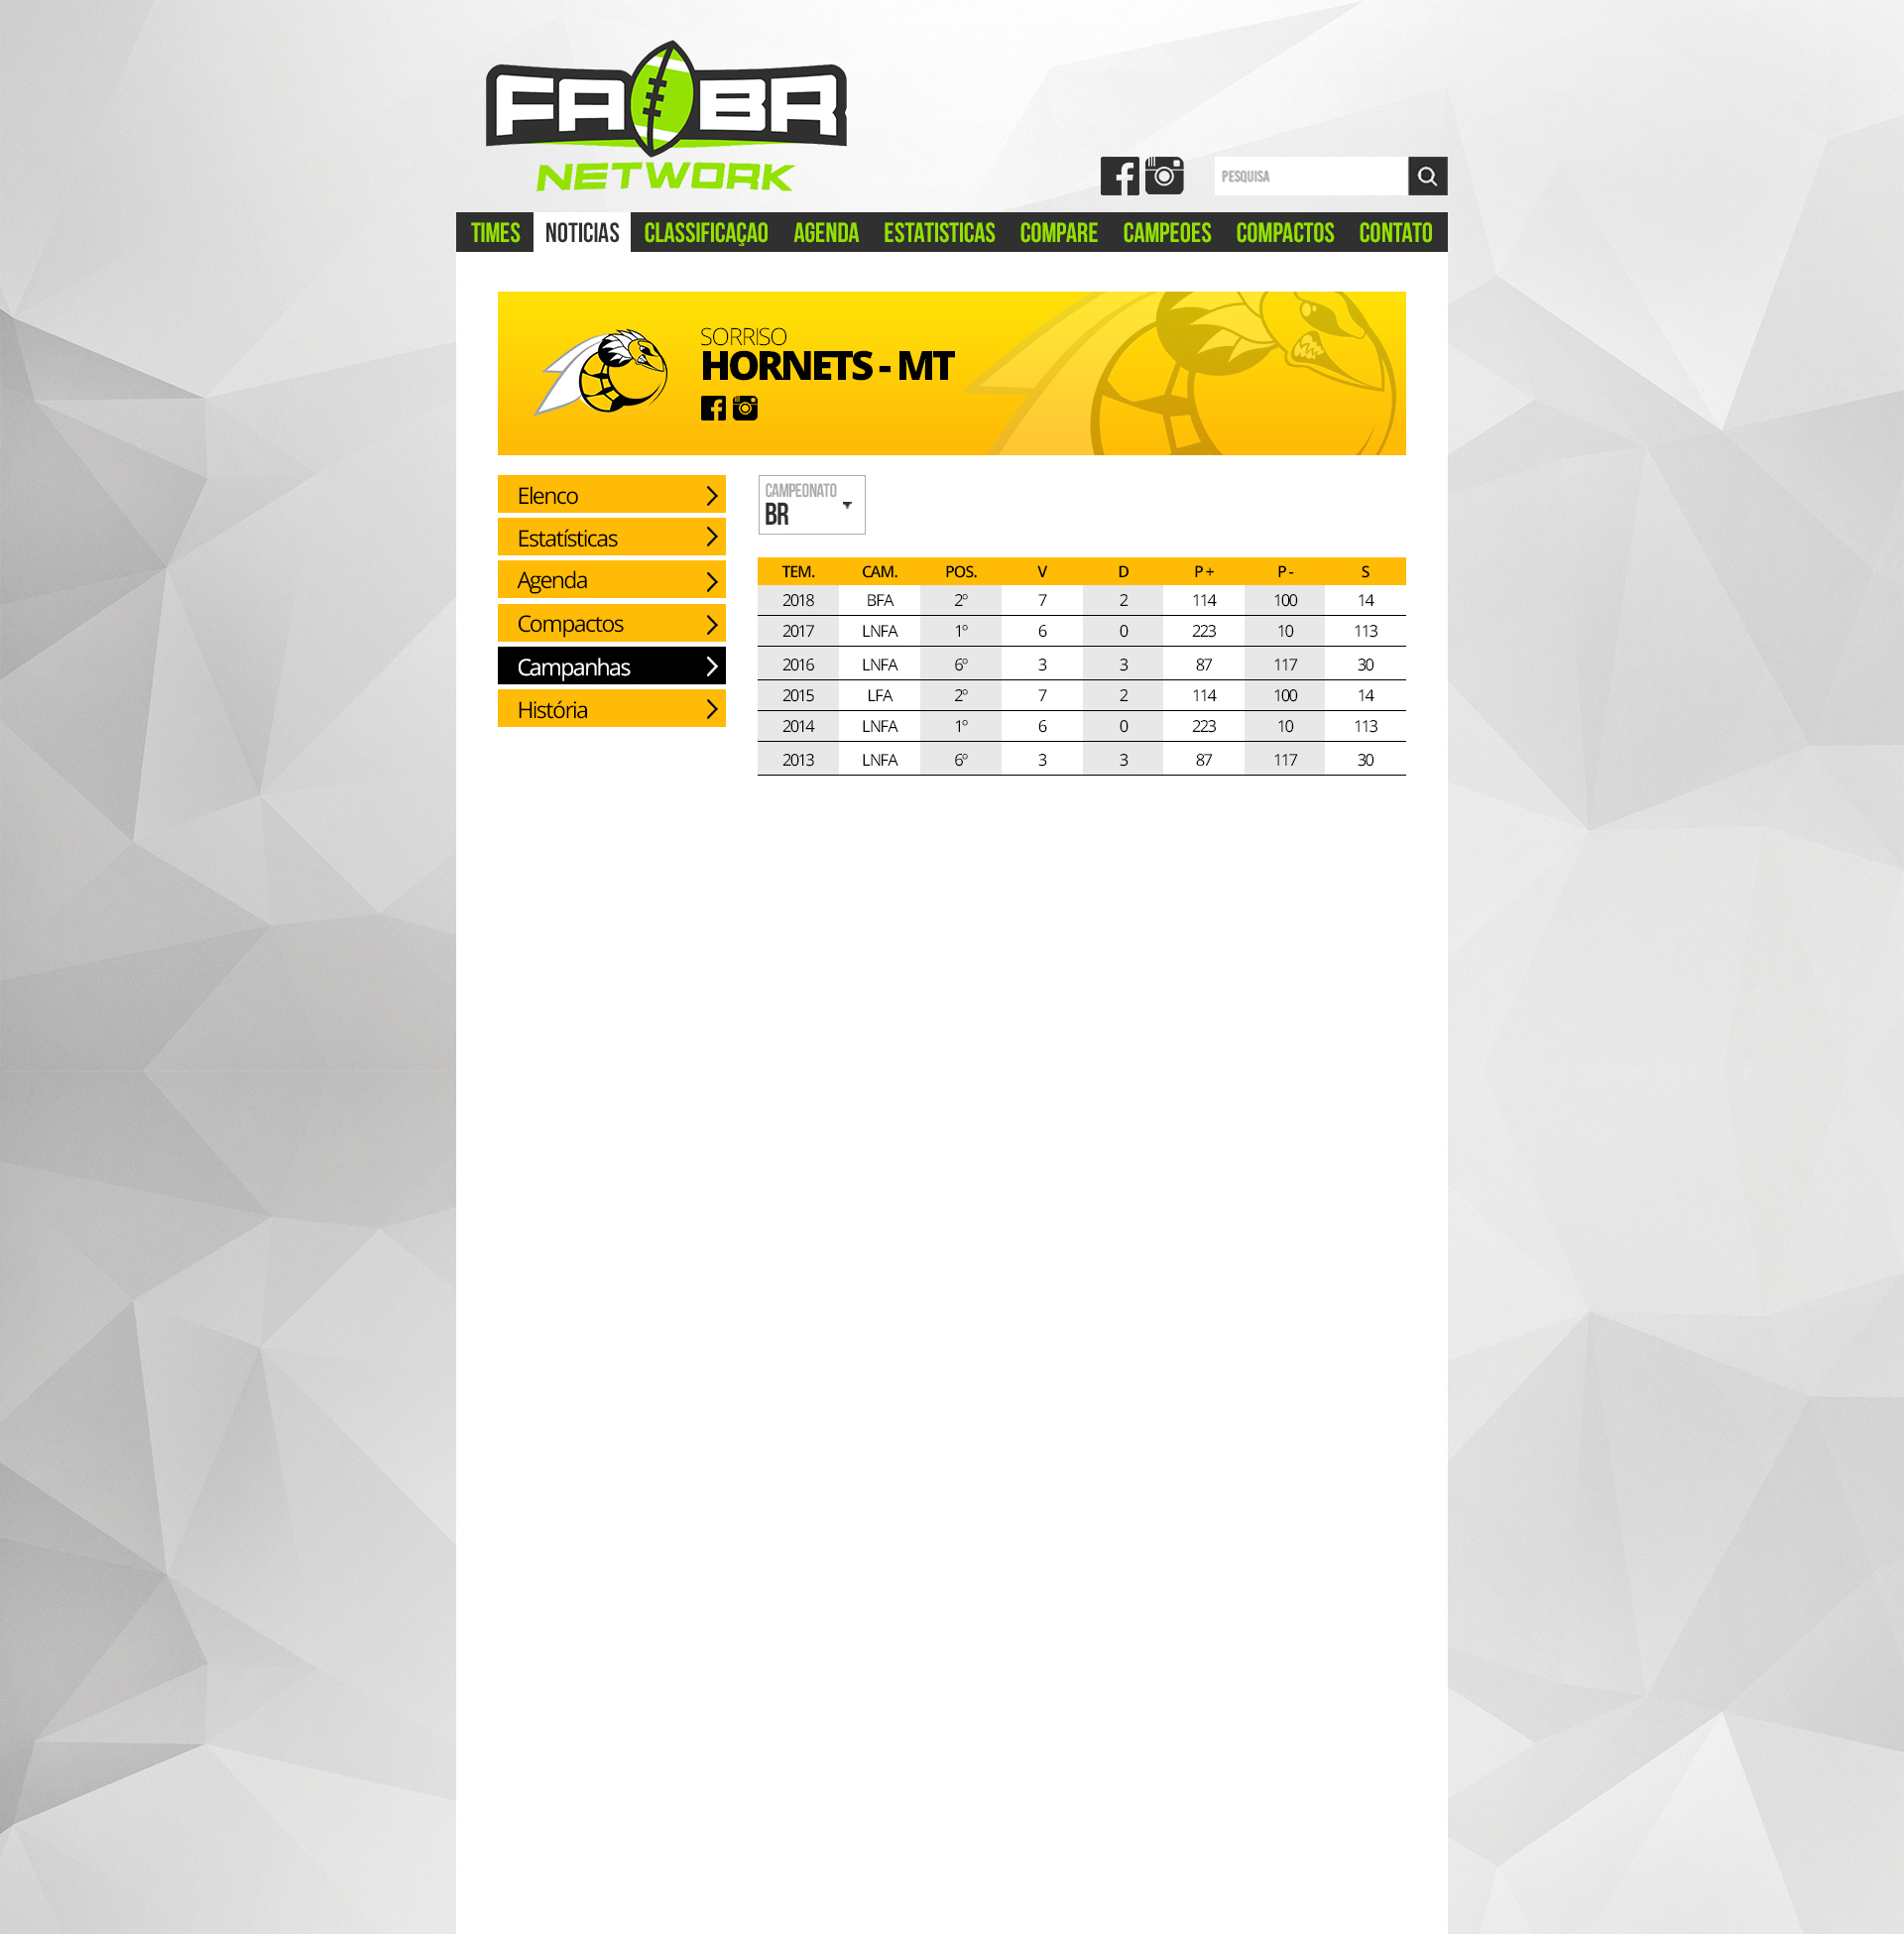 FA BR
NETWORK
PESQUISA
TIMES NOTICIAS CLASSIFICAÇAO AGENDA ESTATISTICAS COMPARE CAMPEOES COMPACTOS CONTATO
SORRISO
HORNETS - MT
Elenco
Estatísticas
Agenda
Compactos
Campanhas
História
CAMPEONATO
BR
TEM. CAM. POS. V D P + P - S
2018 BFA 2º 7 2 114 100 14
2017 LNFA 1º 6 0 223 10 113
2016 LNFA 6º 3 3 87 117 30
2015 LFA 2º 7 2 114 100 14
2014 LNFA 1º 6 0 223 10 113
2013 LNFA 6º 3 3 87 117 30